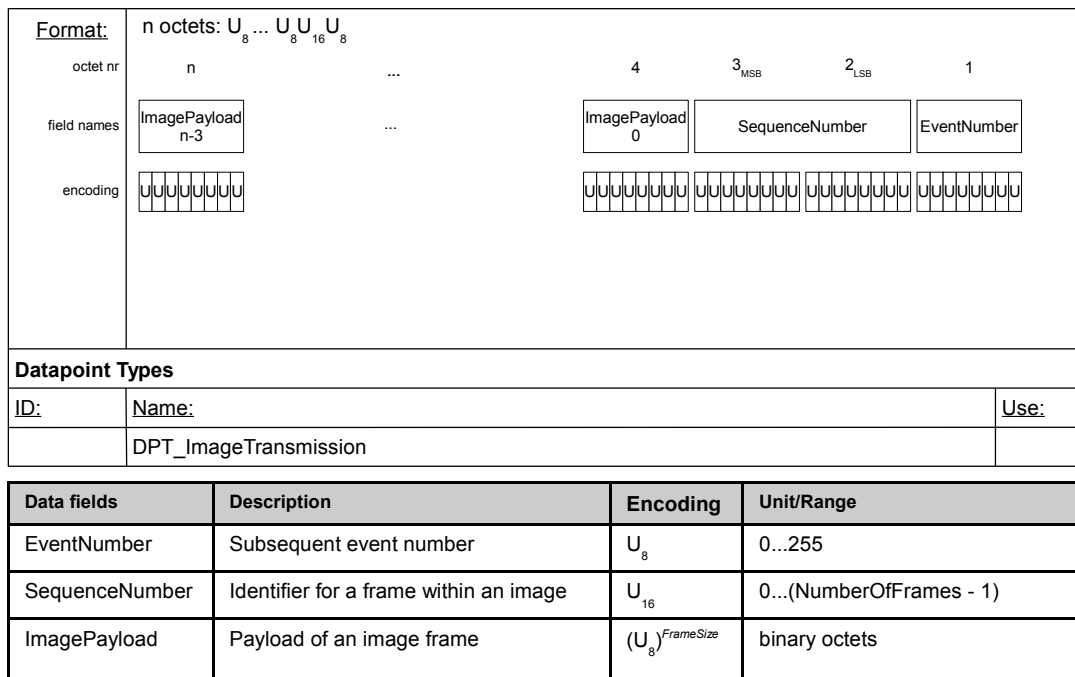 Format: n octets: U8 ... U8U16U8
octet nr n ... 4 3MSB 2LSB 1
field names ImagePayload n-3 ... ImagePayload 0 SequenceNumber EventNumber
encoding UUUUUUUU UUUUUUUU UUUUUUUU UUUUUUUU UUUUUUUU
Datapoint Types
ID: Name: Use:
DPT_ImageTransmission
Data fields Description Encoding Unit/Range
EventNumber Subsequent event number U8 0...255
SequenceNumber Identifier for a frame within an image U16 0...(NumberOfFrames - 1)
ImagePayload Payload of an image frame (U8)FrameSize binary octets